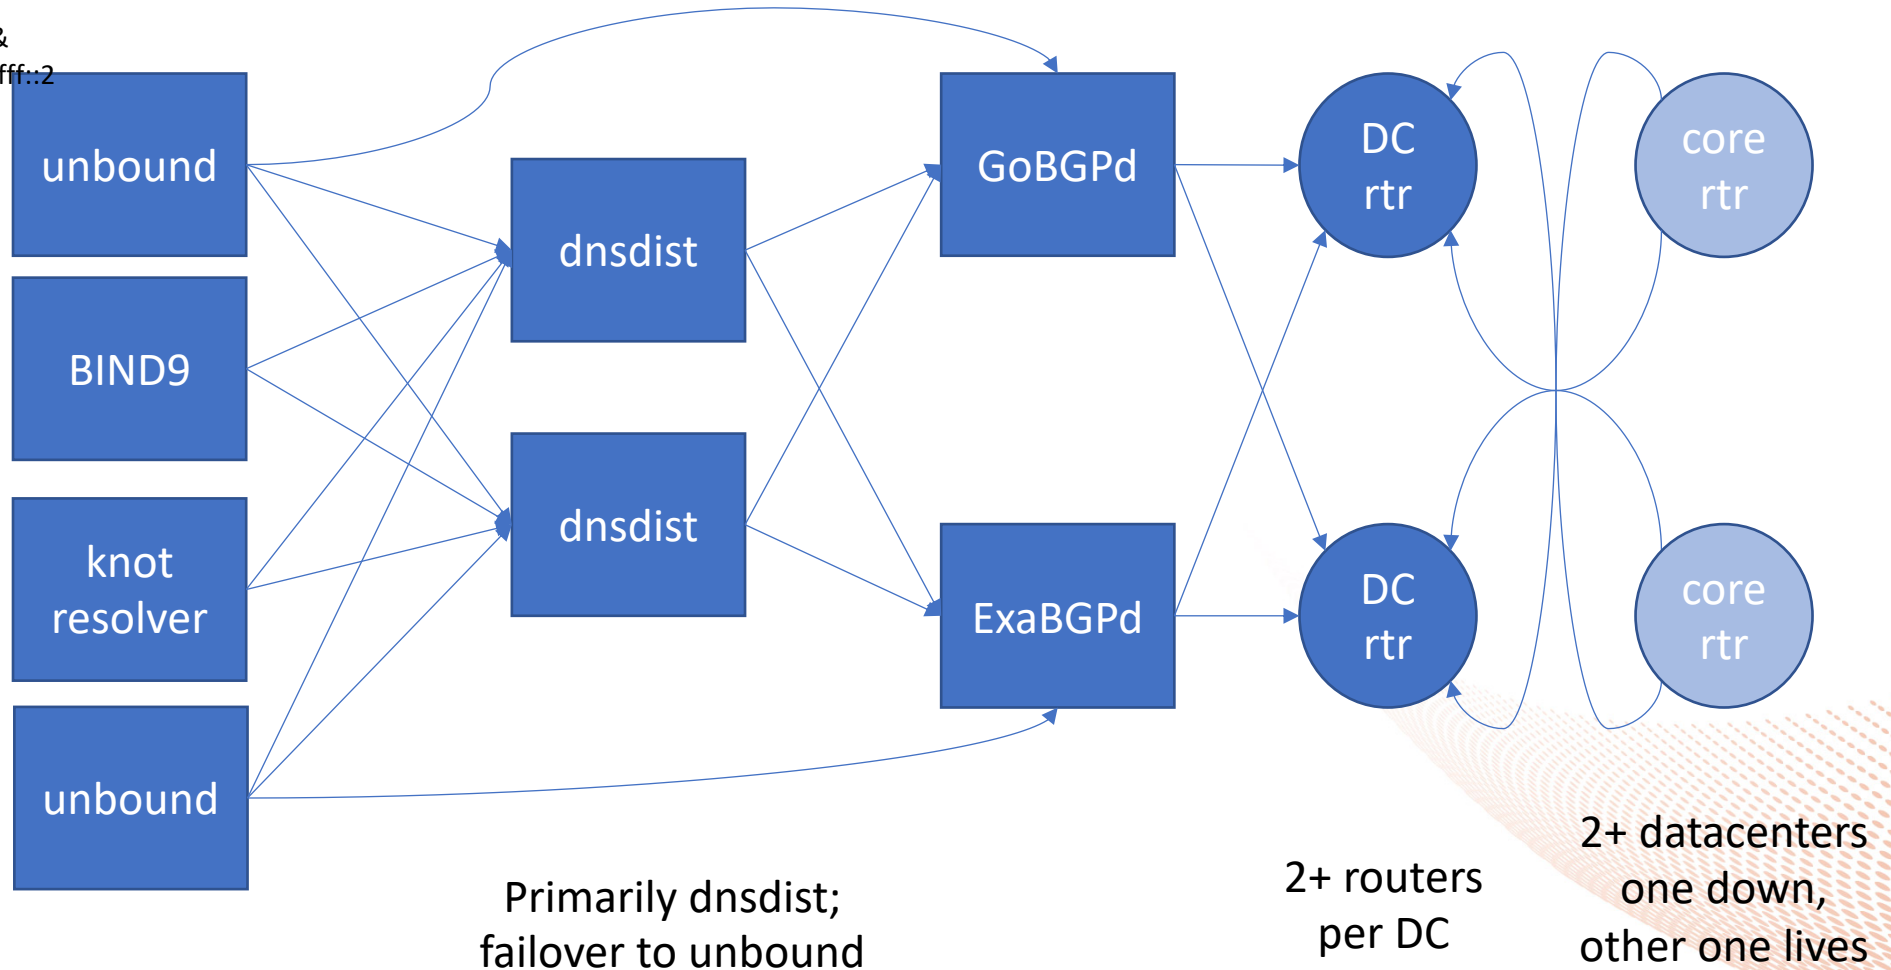 &
fff::2
unbound
BIND9
knot
resolver
unbound
dnsdist
dnsdist
GoBGPd
ExaBGPd
DC
rtr
DC
rtr
core
rtr
core
rtr
Primarily dnsdist;
failover to unbound
2+ routers
per DC
2+ datacenters
one down,
other one lives